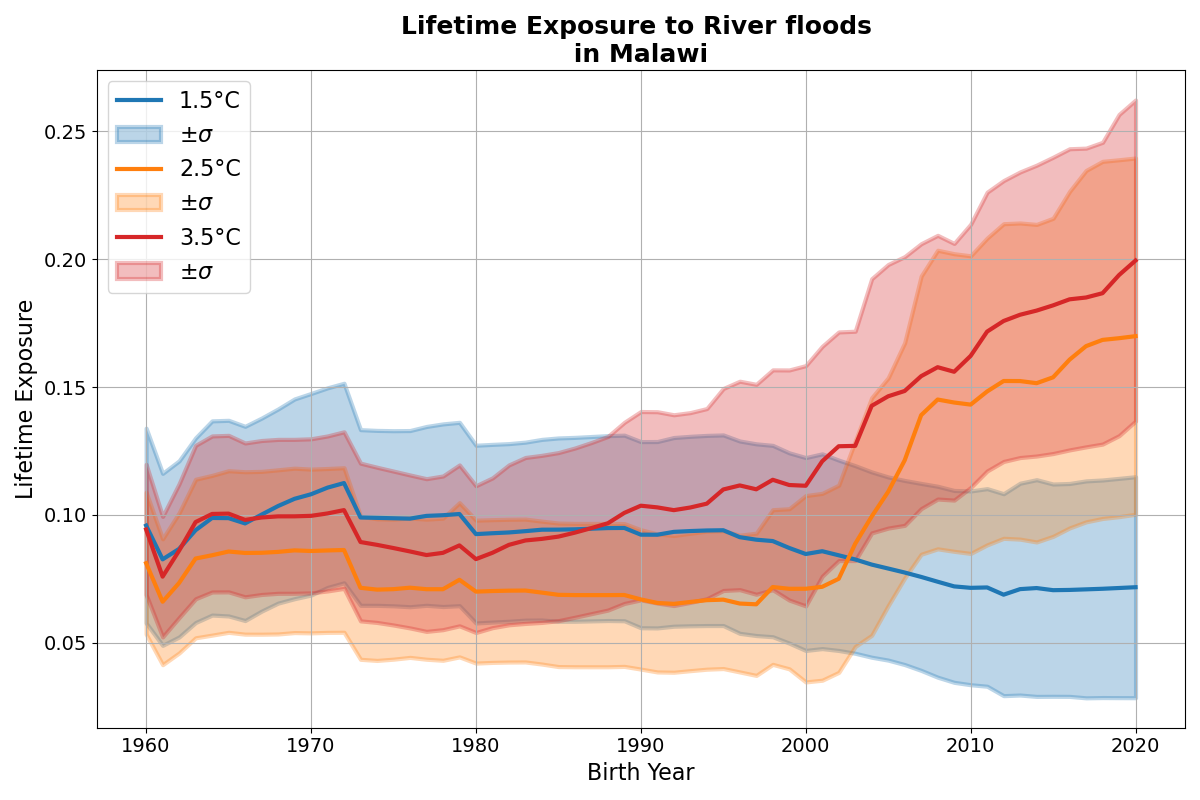 Lifetime Exposure to River floods
in Malawi
1.5°C
±σ
2.5°C
±σ
3.5°C
±σ
Lifetime Exposure
0.25
0.20
0.15
0.10
0.05
1960 1970 1980 1990 2000 2010 2020
Birth Year